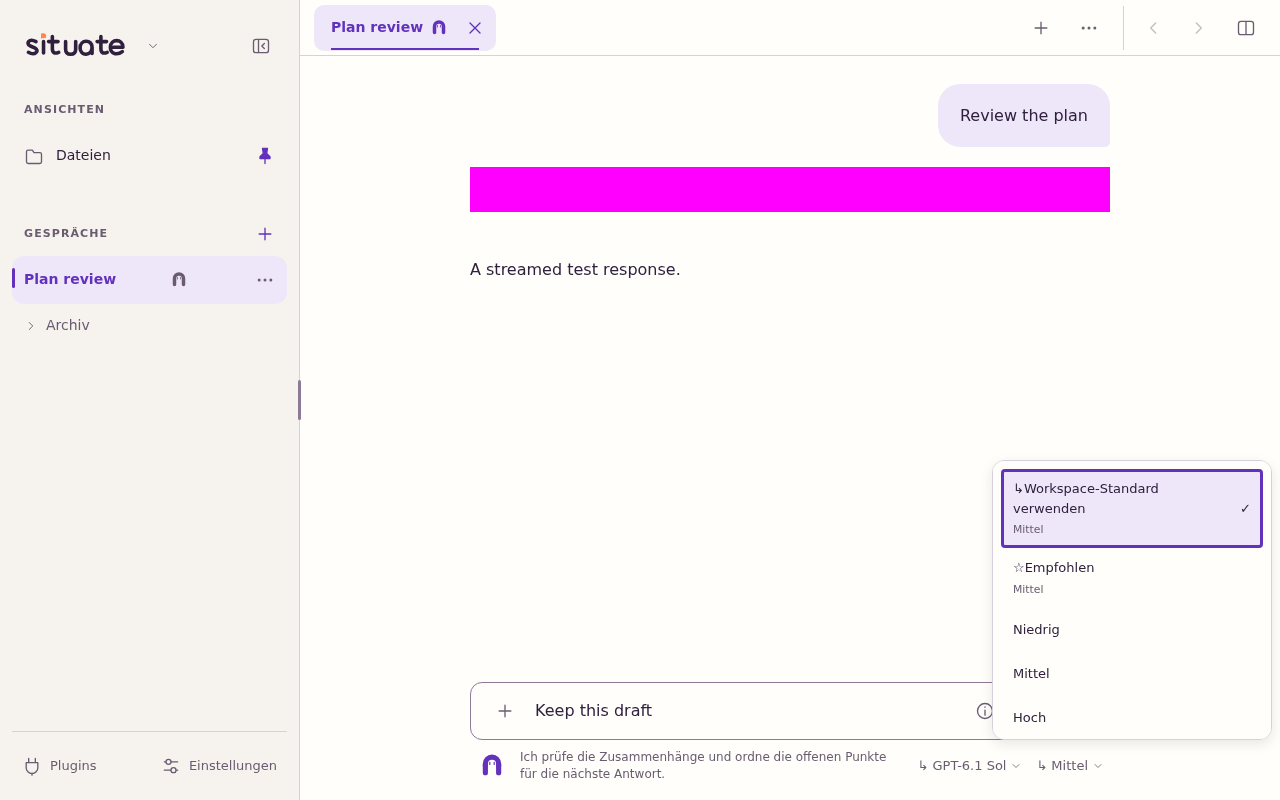 situate
ANSICHTEN
Dateien
GESPRÄCHE
Plan review
Archiv
Plugins
Einstellungen
Plan review
Review the plan
A streamed test response.
↳Workspace-Standard
verwenden
✓
Mittel
☆Empfohlen
Mittel
Niedrig
Mittel
Hoch
Keep this draft
Ich prüfe die Zusammenhänge und ordne die offenen Punkte
für die nächste Antwort.
↳ GPT-6.1 Sol
↳ Mittel